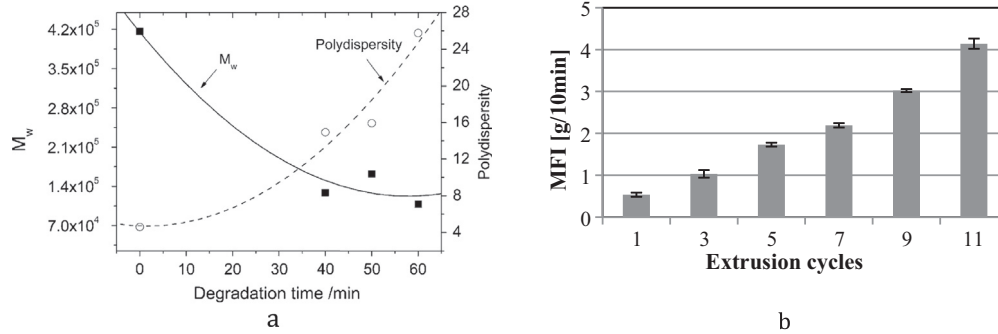 4.2x10⁵
3.5x10⁵
2.8x10⁵
2.1x10⁵
1.4x10⁵
7.0x10⁴
M_w
28
24
20
16
12
8
4
Polydispersity
Polydispersity
M_w
0 10 20 30 40 50 60
Degradation time /min
a
5
4
3
2
1
0
MFI [g/10min]
1 3 5 7 9 11
Extrusion cycles
b